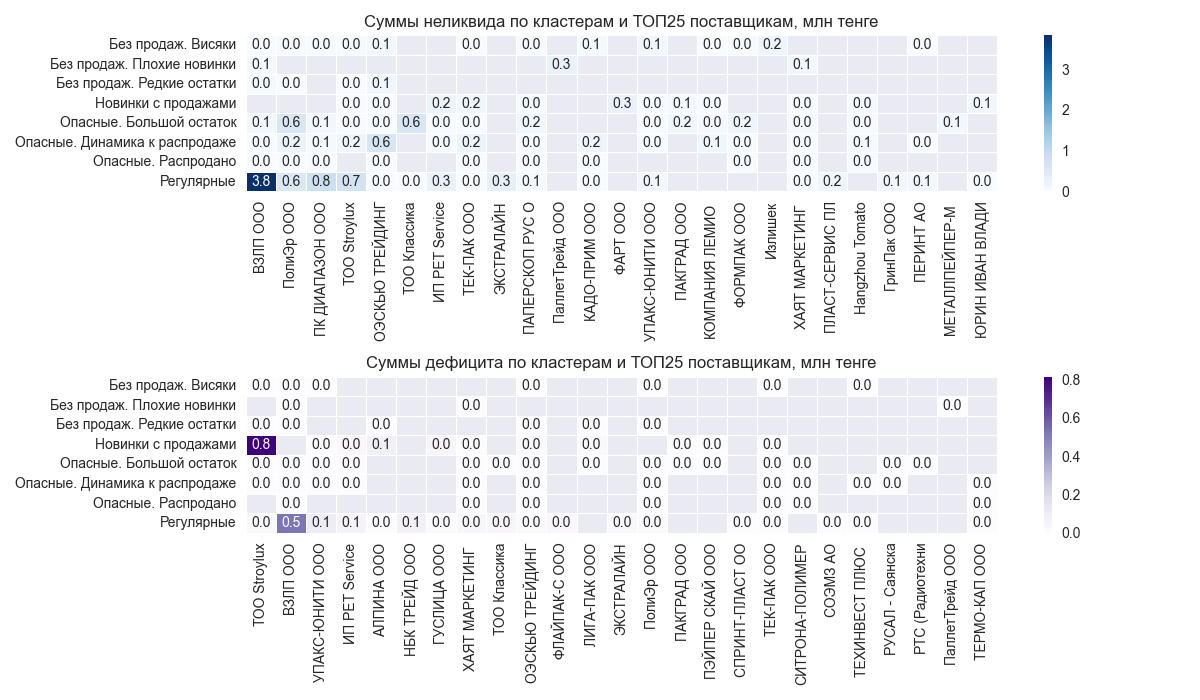 Суммы неликвида по кластерам и ТОП25 поставщикам, млн тенге
Без продаж. Висяки 0.0 0.0 0.0 0.0 0.1 0.0 0.0 0.1 0.1 0.0 0.0 0.2 0.0
Без продаж. Плохие новинки 0.1 0.3 0.1
Без продаж. Редкие остатки 0.0 0.0 0.0 0.1
Новинки с продажами 0.0 0.0 0.2 0.2 0.0 0.3 0.0 0.1 0.0 0.0 0.0 0.1
Опасные. Большой остаток 0.1 0.6 0.1 0.0 0.0 0.6 0.0 0.0 0.2 0.0 0.2 0.0 0.2 0.0 0.0 0.1
Опасные. Динамика к распродаже 0.0 0.2 0.1 0.2 0.6 0.0 0.2 0.0 0.2 0.0 0.1 0.0 0.0 0.1 0.0
Опасные. Распродано 0.0 0.0 0.0 0.0 0.0 0.0 0.0 0.0 0.0
Регулярные 3.8 0.6 0.8 0.7 0.0 0.0 0.3 0.0 0.3 0.1 0.0 0.1 0.0 0.2 0.1 0.1 0.0
3
2
1
0
ВЗЛП ООО
ПолиЭр ООО
ПК ДИАПАЗОН ООО
ТОО Stroylux
ОЭСКЬЮ ТРЕЙДИНГ
ТОО Классика
ИП РЕТ Service
ТЕК-ПАК ООО
ЭКСТРАЛАЙН
ПАПЕРСКОП РУС О
ПаллетТрейд ООО
КАДО-ПРИМ ООО
ФАРТ ООО
УПАКС-ЮНИТИ ООО
ПАКГРАД ООО
КОМПАНИЯ ЛЕМИО
ФОРМПАК ООО
Излишек
ХАЯТ МАРКЕТИНГ
ПЛАСТ-СЕРВИС ПЛ
Hangzhou Tomato
ГринПак ООО
ПЕРИНТ АО
МЕТАЛЛПЕЙПЕР-М
ЮРИН ИВАН ВЛАДИ
Суммы дефицита по кластерам и ТОП25 поставщикам, млн тенге
Без продаж. Висяки 0.0 0.0 0.0 0.0 0.0 0.0 0.0
Без продаж. Плохие новинки 0.0 0.0 0.0
Без продаж. Редкие остатки 0.0 0.0 0.0 0.0 0.0 0.0
Новинки с продажами 0.8 0.0 0.0 0.1 0.0 0.0 0.0 0.0 0.0 0.0
Опасные. Большой остаток 0.0 0.0 0.0 0.0 0.0 0.0 0.0 0.0 0.0 0.0 0.0 0.0 0.0 0.0 0.0
Опасные. Динамика к распродаже 0.0 0.0 0.0 0.0 0.0 0.0 0.0 0.0 0.0 0.0 0.0 0.0
Опасные. Распродано 0.0 0.0 0.0 0.0 0.0 0.0
Регулярные 0.0 0.5 0.1 0.1 0.0 0.1 0.0 0.0 0.0 0.0 0.0 0.0 0.0 0.0 0.0 0.0 0.0 0.0
0.8
0.6
0.4
0.2
0.0
ТОО Stroylux
ВЗЛП ООО
УПАКС-ЮНИТИ ООО
ИП РЕТ Service
АЛПИНА ООО
НБК ТРЕЙД ООО
ГУСЛИЦА ООО
ХАЯТ МАРКЕТИНГ
ТОО Классика
ОЭСКЬЮ ТРЕЙДИНГ
ФЛАЙПАК-С ООО
ЛИГА-ПАК ООО
ЭКСТРАЛАЙН
ПолиЭр ООО
ПАКГРАД ООО
ПЭЙПЕР СКАЙ ООО
СПРИНТ-ПЛАСТ ОО
ТЕК-ПАК ООО
СИТРОНА-ПОЛИМЕР
СОЭМЗ АО
ТЕХИНВЕСТ ПЛЮС
РУСАЛ - Саянска
РТС (Радиотехни
ПаллетТрейд ООО
ТЕРМО-КАП ООО